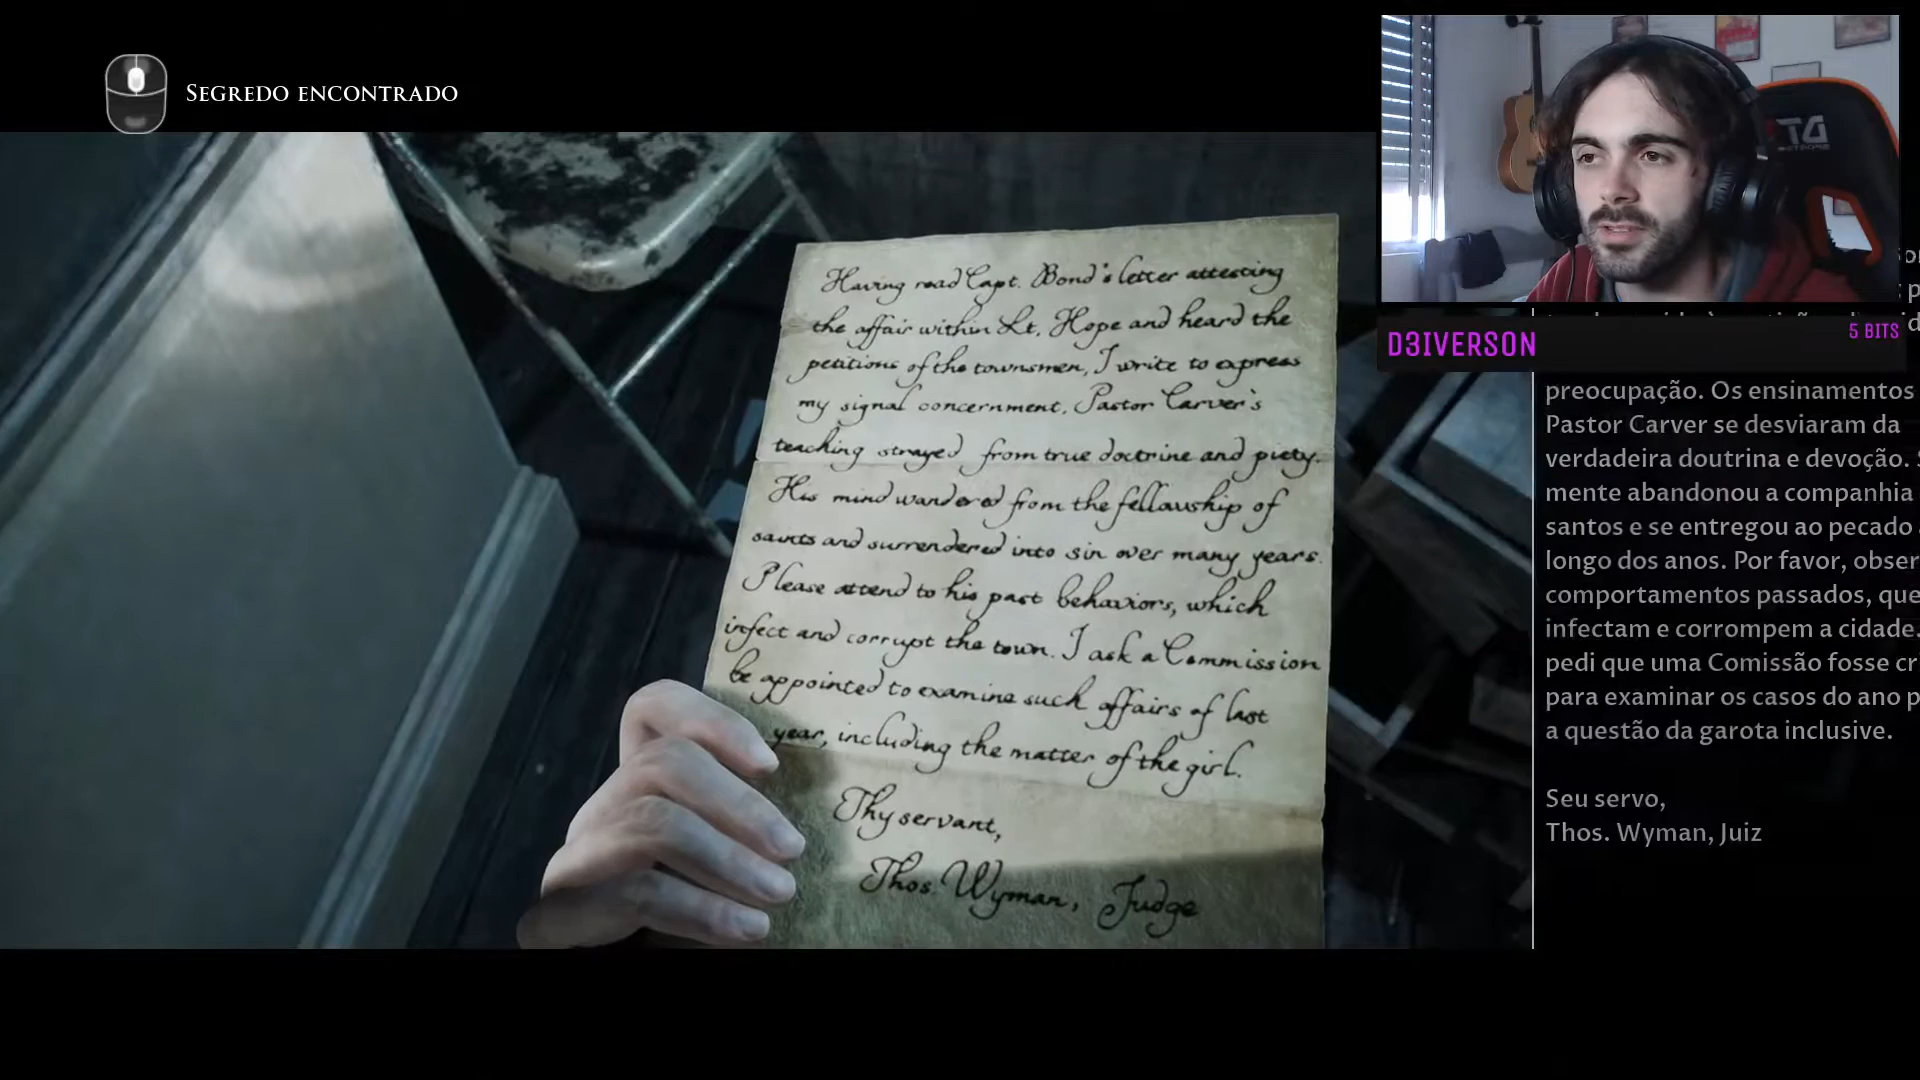 SEGREDO ENCONTRADO
Having read Capt. Bond's letter attesting
the affair within Lt. Hope and heard the
petitions of the townsmen, I write to express
my signal concernment. Pastor Carver's
teaching strayed from true doctrine and piety.
His mind wandered from the fellowship of
saints and surrendered into sin over many years.
Please attend to his past behaviors, which
infect and corrupt the town. I ask a Commission
be appointed to examine such affairs of last
year, including the matter of the girl.
Thy servant,
Thos. Wyman, Judge
D3IVERSON
5 BITS
preocupação. Os ensinamentos
Pastor Carver se desviaram da
verdadeira doutrina e devoção.
mente abandonou a companhia
santos e se entregou ao pecado
longo dos anos. Por favor, obser
comportamentos passados, que
infectam e corrompem a cidade.
pedi que uma Comissão fosse cri
para examinar os casos do ano p
a questão da garota inclusive.
Seu servo,
Thos. Wyman, Juiz